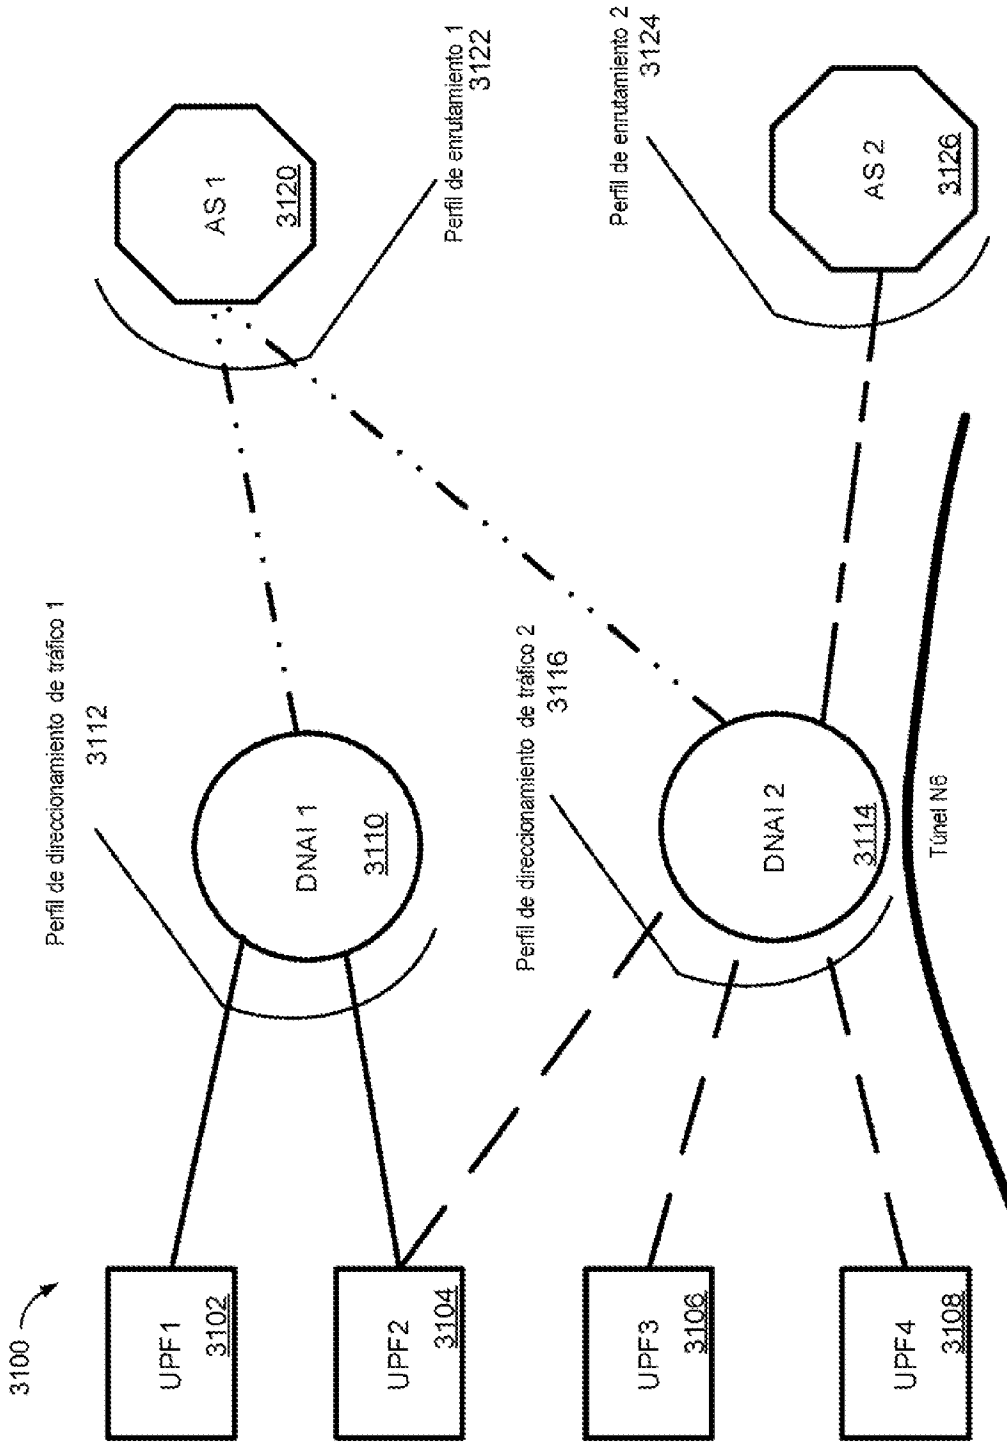 3100
UPF1
3102
UPF2
3104
UPF3
3106
UPF4
3108
Perfil de direccionamiento de tráfico 1
3112
DNAI 1
3110
Perfil de direccionamiento de tráfico 2
3116
DNAI 2
3114
Túnel N6
AS 1
3120
Perfil de enrutamiento 1
3122
Perfil de enrutamiento 2
3124
AS 2
3126